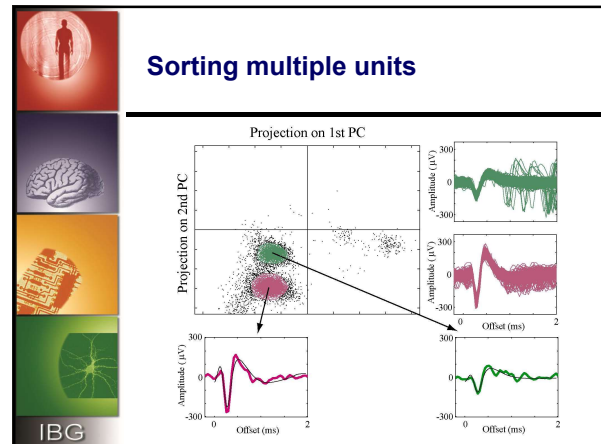 Sorting multiple units
Projection on 1st PC
Projection on 2nd PC
300
0
-300
Amplitude ( µV)
300
0
-300
Amplitude ( µV)
0
2
Offset (ms)
300
0
-300
Amplitude ( µV)
0
2
Offset (ms)
300
0
-300
Amplitude ( µV)
0
2
Offset (ms)
IBG